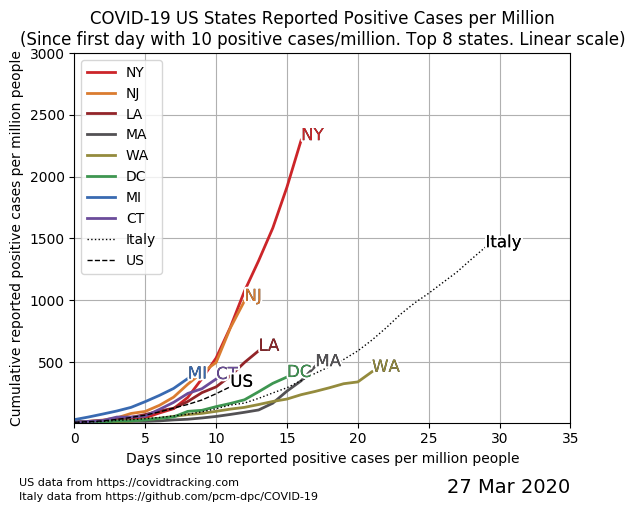 COVID-19 US States Reported Positive Cases per Million
(Since first day with 10 positive cases/million. Top 8 states. Linear scale)
Cumulative reported positive cases per million people
3000
2500
2000
1500
1000
500
NY
NJ
LA
MA
WA
DC
MI
CT
Italy
US
NY
Italy
NJ
LA
MA
WA
DC
MI
CT
US
0
5
10
15
20
25
30
35
Days since 10 reported positive cases per million people
US data from https://covidtracking.com
Italy data from https://github.com/pcm-dpc/COVID-19
27 Mar 2020